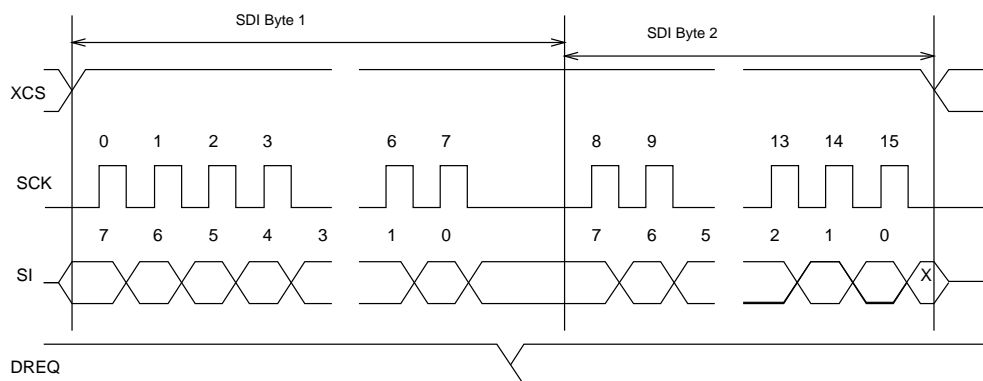 SDI Byte 1
SDI Byte 2
XCS
0 1 2 3 6 7 8 9 13 14 15
SCK
7 6 5 4 3 1 0 7 6 5 2 1 0
SI X
DREQ